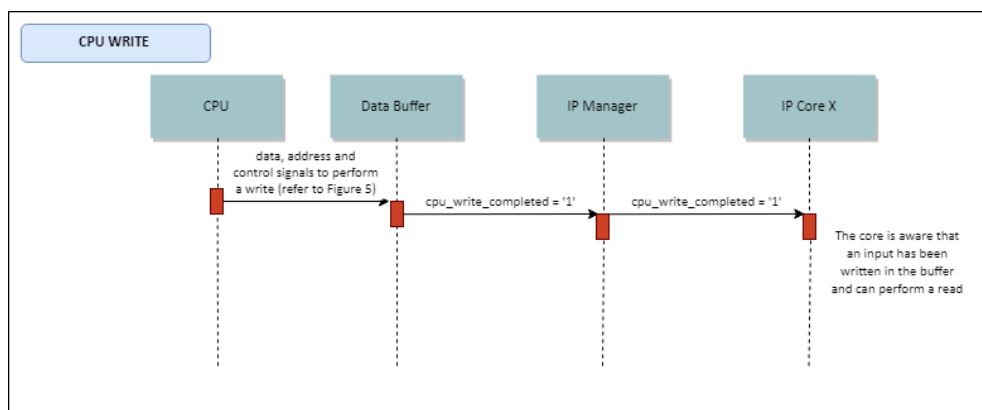 CPU WRITE
CPU
Data Buffer
IP Manager
IP Core X
data, address and
control signals to perform
a write (refer to Figure 5)
cpu_write_completed = '1'
cpu_write_completed = '1'
The core is aware that
an input has been
written in the buffer
and can perform a read